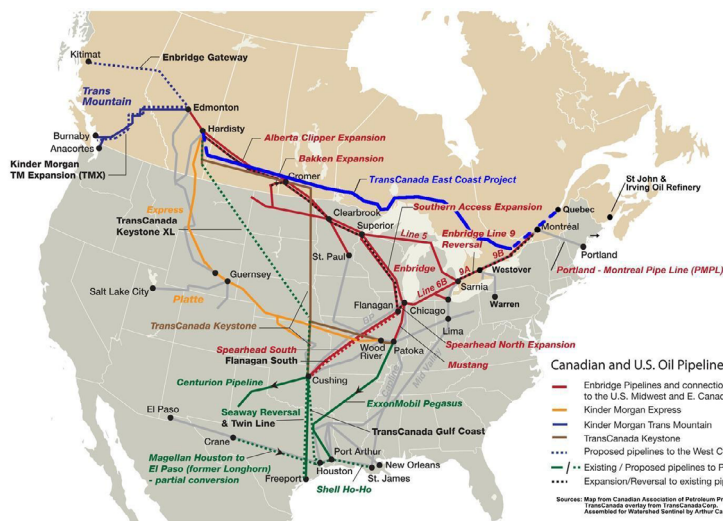 Kitimat
Enbridge Gateway
Trans
Mountain
Edmonton
Hardisty
Burnaby
Anacortes
Kinder Morgan
TM Expansion (TMX)
Alberta Clipper Expansion
Bakken Expansion
Cromer
TransCanada East Coast Project
St John &
Irving Oil Refinery
Southern Access Expansion
Quebec
Express
TransCanada
Keystone XL
Clearbrook
Superior
Line 5
Enbridge Line 9
Reversal
Montréal
9B
Portland
St. Paul
Enbridge
9A
Westover
Portland - Montreal Pipe Line (PMPL)
Guernsey
Line 6B
Sarnia
Salt Lake City
Platte
Flanagan
Chicago
Warren
TransCanada Keystone
Lima
Wood
River
Patoka
Spearhead North Expansion
Spearhead South
Flanagan South
Mustang
Centurion Pipeline
Cushing
ExxonMobil Pegasus
El Paso
Seaway Reversal
& Twin Line
Crane
TransCanada Gulf Coast
Magellan Houston to
El Paso (former Longhorn)
- partial conversion
Port Arthur
Houston
New Orleans
St. James
Freeport
Shell Ho-Ho
Canadian and U.S. Oil Pipeline
Enbridge Pipelines and connection
to the U.S. Midwest and E. Canad
Kinder Morgan Express
Kinder Morgan Trans Mountain
TransCanada Keystone
Proposed pipelines to the West C
Existing / Proposed pipelines to P
Expansion/Reversal to existing pip
Sources: Map from Canadian Association of Petroleum Pr
TransCanada overlay from TransCanada Corp.
Assembled for Watershed Sentinel by Arthur Ca